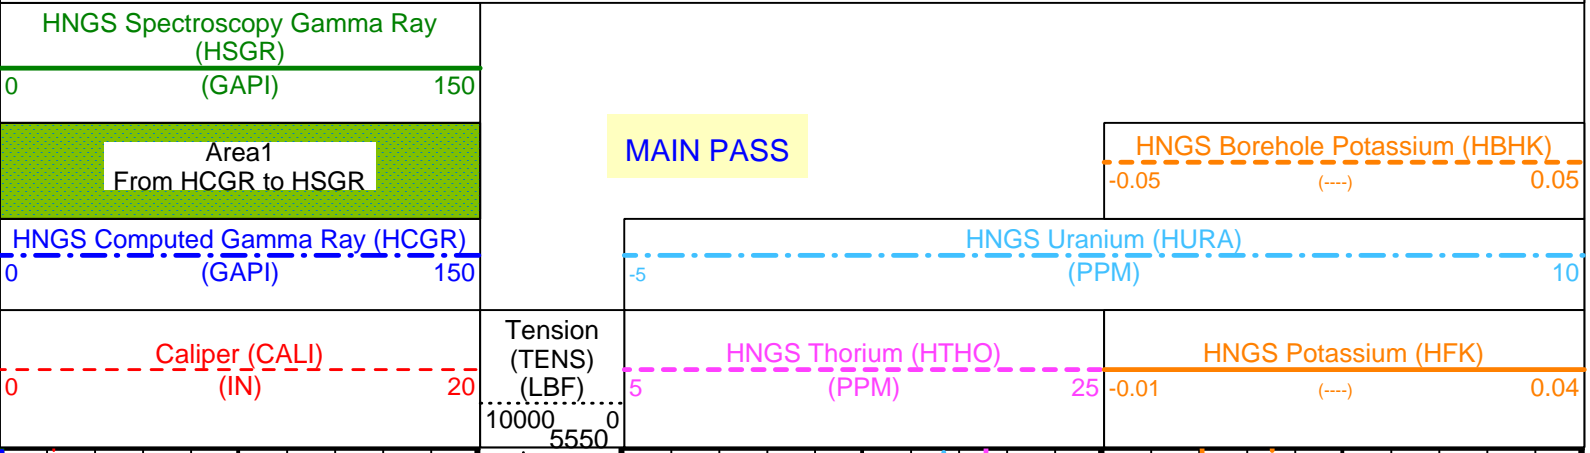 HNGS Spectroscopy Gamma Ray
(HSGR)
0 (GAPI) 150
Area1
From HCGR to HSGR
MAIN PASS
HNGS Borehole Potassium (HBHK)
-0.05 (----) 0.05
HNGS Computed Gamma Ray (HCGR)
0 (GAPI) 150
HNGS Uranium (HURA)
-5 (PPM) 10
Caliper (CALI)
0 (IN) 20
Tension
(TENS)
(LBF)
10000 0
5550
HNGS Thorium (HTHO)
5 (PPM) 25
HNGS Potassium (HFK)
-0.01 (----) 0.04